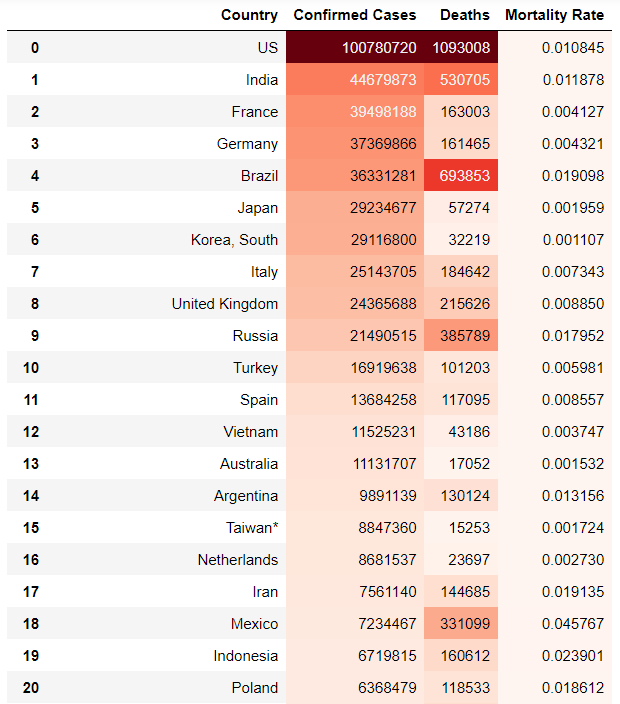 Country Confirmed Cases Deaths Mortality Rate
0 US 100780720 1093008 0.010845
1 India 44679873 530705 0.011878
2 France 39498188 163003 0.004127
3 Germany 37369866 161465 0.004321
4 Brazil 36331281 693853 0.019098
5 Japan 29234677 57274 0.001959
6 Korea, South 29116800 32219 0.001107
7 Italy 25143705 184642 0.007343
8 United Kingdom 24365688 215626 0.008850
9 Russia 21490515 385789 0.017952
10 Turkey 16919638 101203 0.005981
11 Spain 13684258 117095 0.008557
12 Vietnam 11525231 43186 0.003747
13 Australia 11131707 17052 0.001532
14 Argentina 9891139 130124 0.013156
15 Taiwan* 8847360 15253 0.001724
16 Netherlands 8681537 23697 0.002730
17 Iran 7561140 144685 0.019135
18 Mexico 7234467 331099 0.045767
19 Indonesia 6719815 160612 0.023901
20 Poland 6368479 118533 0.018612